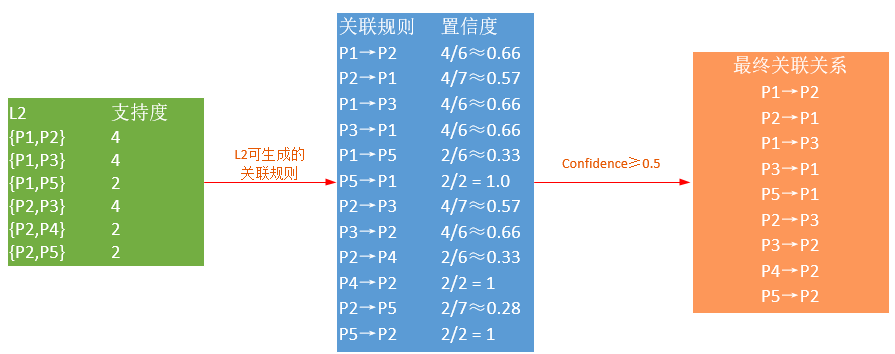 L2 支持度
{P1,P2} 4
{P1,P3} 4
{P1,P5} 2
{P2,P3} 4
{P2,P4} 2
{P2,P5} 2
L2可生成的
关联规则
关联规则 置信度
P1→P2 4/6≈0.66
P2→P1 4/7≈0.57
P1→P3 4/6≈0.66
P3→P1 4/6≈0.66
P1→P5 2/6≈0.33
P5→P1 2/2 = 1.0
P2→P3 4/7≈0.57
P3→P2 4/6≈0.66
P2→P4 2/6≈0.33
P4→P2 2/2 = 1
P2→P5 2/7≈0.28
P5→P2 2/2 = 1
Confidence≥0.5
最终关联关系
P1→P2
P2→P1
P1→P3
P3→P1
P5→P1
P2→P3
P3→P2
P4→P2
P5→P2